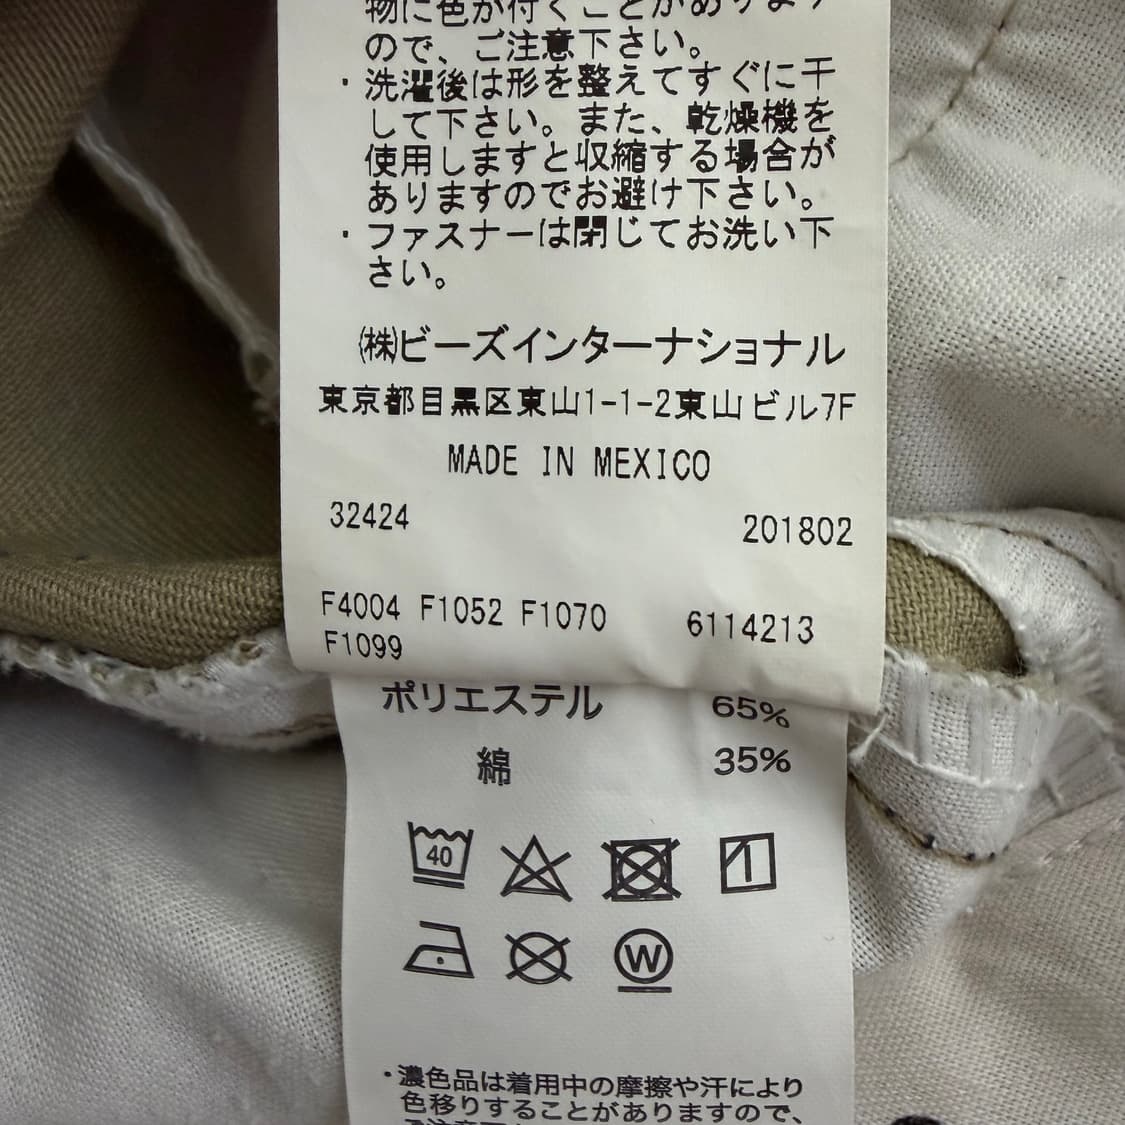 物に色が付くことがあります
ので、ご注意下さい。
・洗濯後は形を整えてすぐに干
して下さい。また、乾燥機を
使用しますと収縮する場合が
ありますのでお避け下さい。
・ファスナーは閉じてお洗い下
さい。
㈱ビーズインターナショナル
東京都目黒区東山1-1-2東山ビル7F
MADE IN MEXICO
32424 201802
F4004 F1052 F1070 6114213
F1099
ポリエステル 65%
綿 35%
40
W
・濃色品は着用中の摩擦や汗により
色移りすることがありますので、